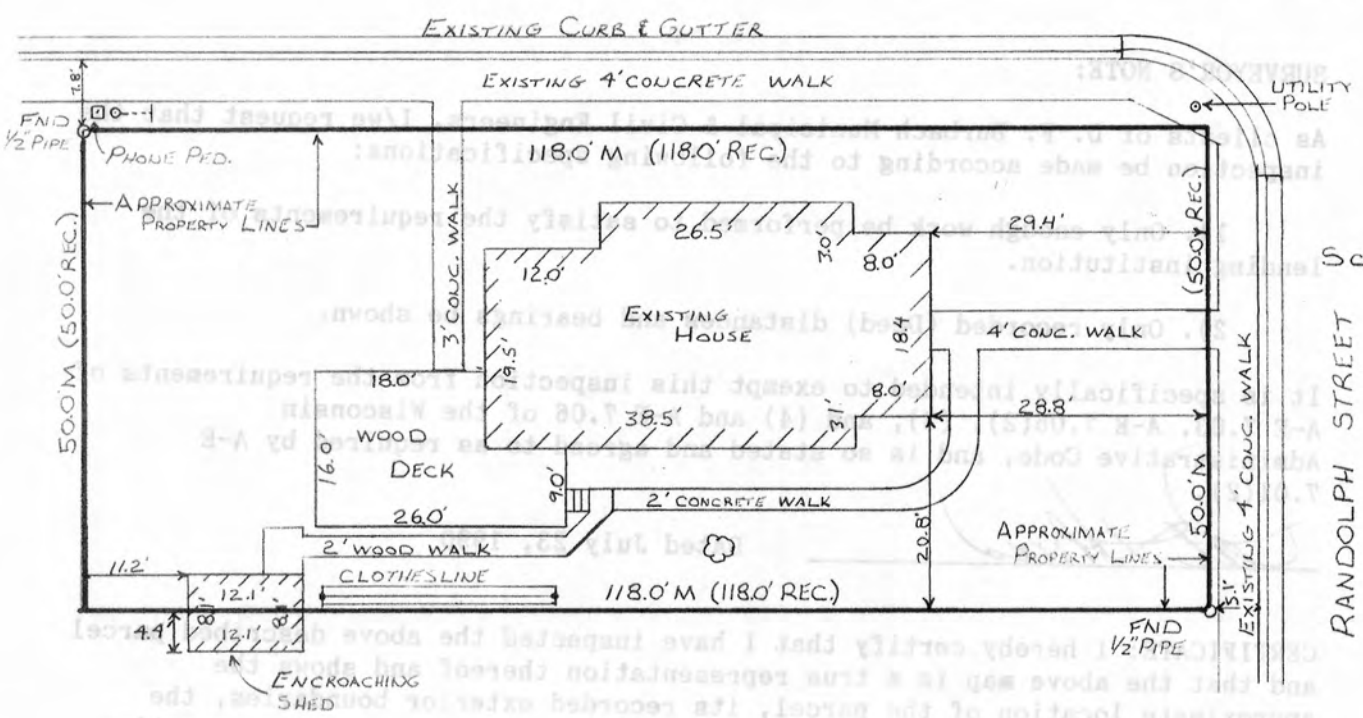 EXISTING CURB & GUTTER
EXISTING 4' CONCRETE WALK
7.8'
UTILITY
POLE
FND
1/2" PIPE
PHONE PED.
118.0' M (118.0' REC)
APPROXIMATE
PROPERTY LINES
50.0' M (50.0' REC)
3' CONC. WALK
26.5'
3.0'
8.0'
29.4'
(50.0' REC.)
12.0'
EXISTING
HOUSE
18.4
4' CONC. WALK
19.5'
18.0'
8.0'
28.8
38.5'
3.1'
WOOD
DECK
16.0'
9.0'
26.0'
2' CONCRETE WALK
20.8'
50.0' M
APPROXIMATE
PROPERTY LINES
EXISTING 4' CONC WALK
RANDOLPH STREET
2' WOOD WALK
CLOTHESLINE
11.2'
12.1'
8.1'
8.1'
12.1'
118.0' M (118.0' REC.)
5.1'
FND
1/2" PIPE
ENCROACHING
SHED
SURVEYOR'S NOTE:
As clients of D. F. Burbach Municipal & Civil Engineers, I/we request that
inspection be made according to the following specifications:
1). Only enough work be performed to satisfy the requirements of the
lending institution.
2). Only recorded (Deed) distances and bearings be shown.
It is specifically intended to exempt this inspection from the requirements of
and (4) and A-E 7.06 of the Wisconsin
Administrative Code, and is so stated and agreed to as required by A-E
Dated July 23, 1990
I hereby certify that I have inspected the above described parcel
and that the above map is a true representation thereof and shows the
approximate location of the parcel, its recorded exterior boundaries, the